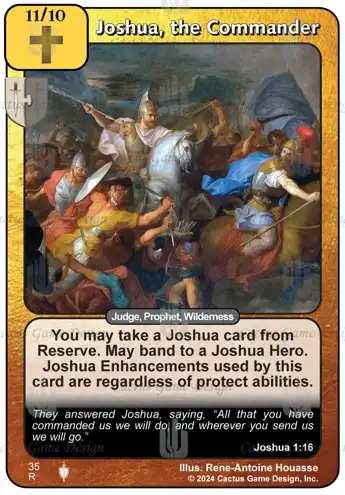 11/10
Joshua, the Commander
Judge, Prophet, Wilderness
You may take a Joshua card from
Reserve. May band to a Joshua Hero.
Joshua Enhancements used by this
card are regardless of protect abilities.
They answered Joshua, saying, "All that you have
commanded us we will do, and wherever you send us
we will go."
Joshua 1:16
35
R
Illus. Rene-Antoine Houasse
© 2024 Cactus Game Design, Inc.